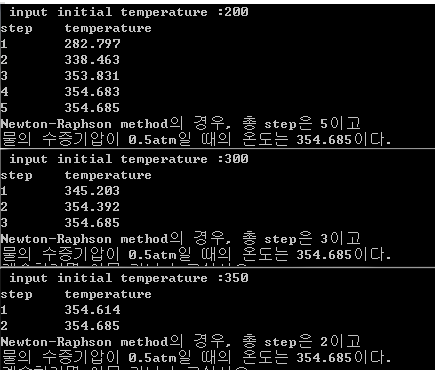 input initial temperature :200
step temperature
1 282.797
2 338.463
3 353.831
4 354.683
5 354.685
Newton-Raphson method의 경우, 총 step은 5이고
물의 수증기압이 0.5atm일 때의 온도는 354.685이다.
input initial temperature :300
step temperature
1 345.203
2 354.392
3 354.685
Newton-Raphson method의 경우, 총 step은 3이고
물의 수증기압이 0.5atm일 때의 온도는 354.685이다.
input initial temperature :350
step temperature
1 354.614
2 354.685
Newton-Raphson method의 경우, 총 step은 2이고
물의 수증기압이 0.5atm일 때의 온도는 354.685이다.